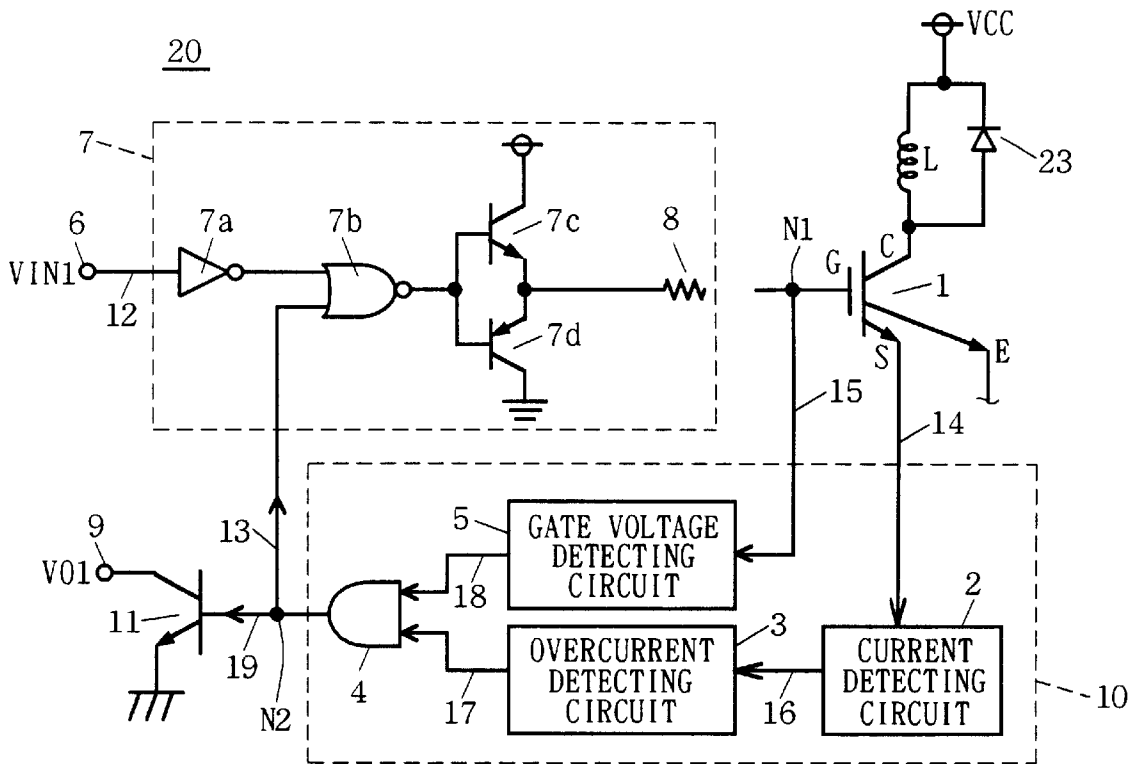 20
VCC
7
23
L
6
7a
7b
7c
8
N1
C
G
VIN1
1
12
7d
S
E
15
14
5
GATE VOLTAGE
DETECTING
CIRCUIT
9
13
18
2
VO1
3
11
OVERCURRENT
DETECTING
CIRCUIT
CURRENT
DETECTING
CIRCUIT
19
4
17
16
10
N2